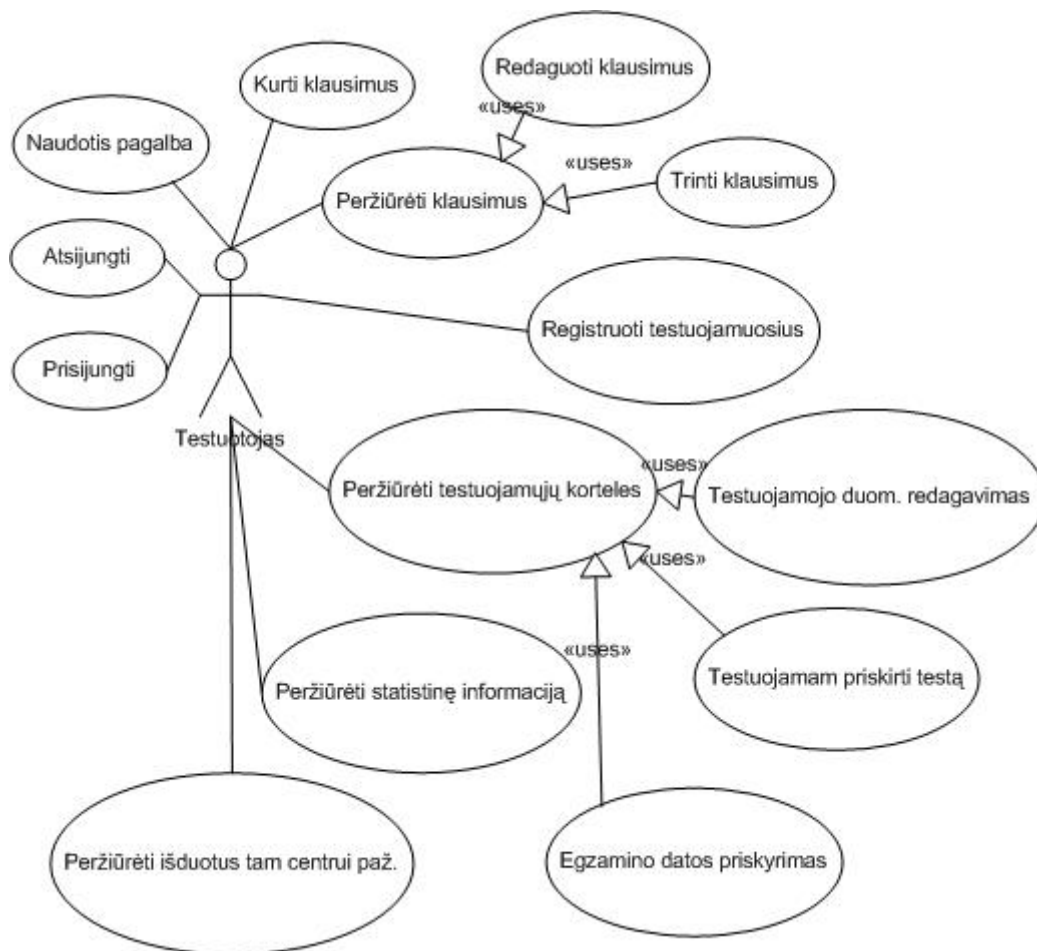 Redaguoti klausimus
Kurti klausimus
«uses»
Naudotis pagalba
«uses»
Trinti klausimus
Peržiūrėti klausimus
Atsijungti
Registruoti testuojamuosius
Prisijungti
Testuotojas
«uses»
Peržiūrėti testuojamųjų korteles
Testuojamojo duom. redagavimas
«uses»
«uses»
Testuojamam priskirti testą
Peržiūrėti statistinę informaciją
Peržiūrėti išduotus tam centrui paž.
Egzamino datos priskyrimas